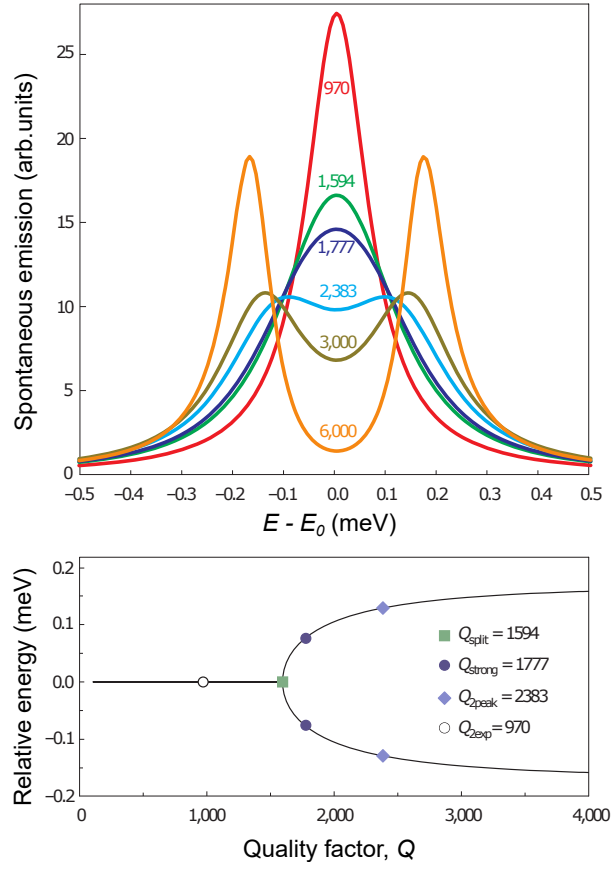 Spontaneous emission (arb.units)
25
20
15
10
5
0
970
1,594
1,777
2,383
3,000
6,000
−0.5 −0.4 −0.3 −0.2 −0.1 0.0 0.1 0.2 0.3 0.4 0.5
E - E0 (meV)
Relative energy (meV)
0.2
0.1
0.0
−0.1
−0.2
Qsplit = 1594
Qstrong = 1777
Q2peak = 2383
Q2exp = 970
0 1,000 2,000 3,000 4,000
Quality factor, Q